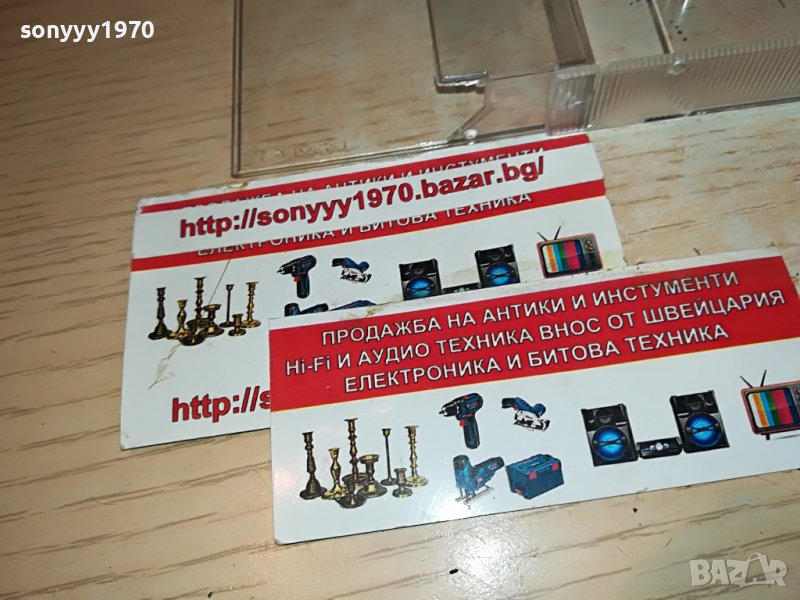 sonyyy1970
ПРОДАЖБА НА АНТИКИ И ИНСТУМЕНТИ
http://sonyyy1970.bazar.bg/
ЕЛЕКТРОНИКА И БИТОВА ТЕХНИКА
http://s
ПРОДАЖБА НА АНТИКИ И ИНСТУМЕНТИ
Hi-Fi И АУДИО ТЕХНИКА ВНОС ОТ ШВЕЙЦАРИЯ
ЕЛЕКТРОНИКА И БИТОВА ТЕХНИКА
BAZAR